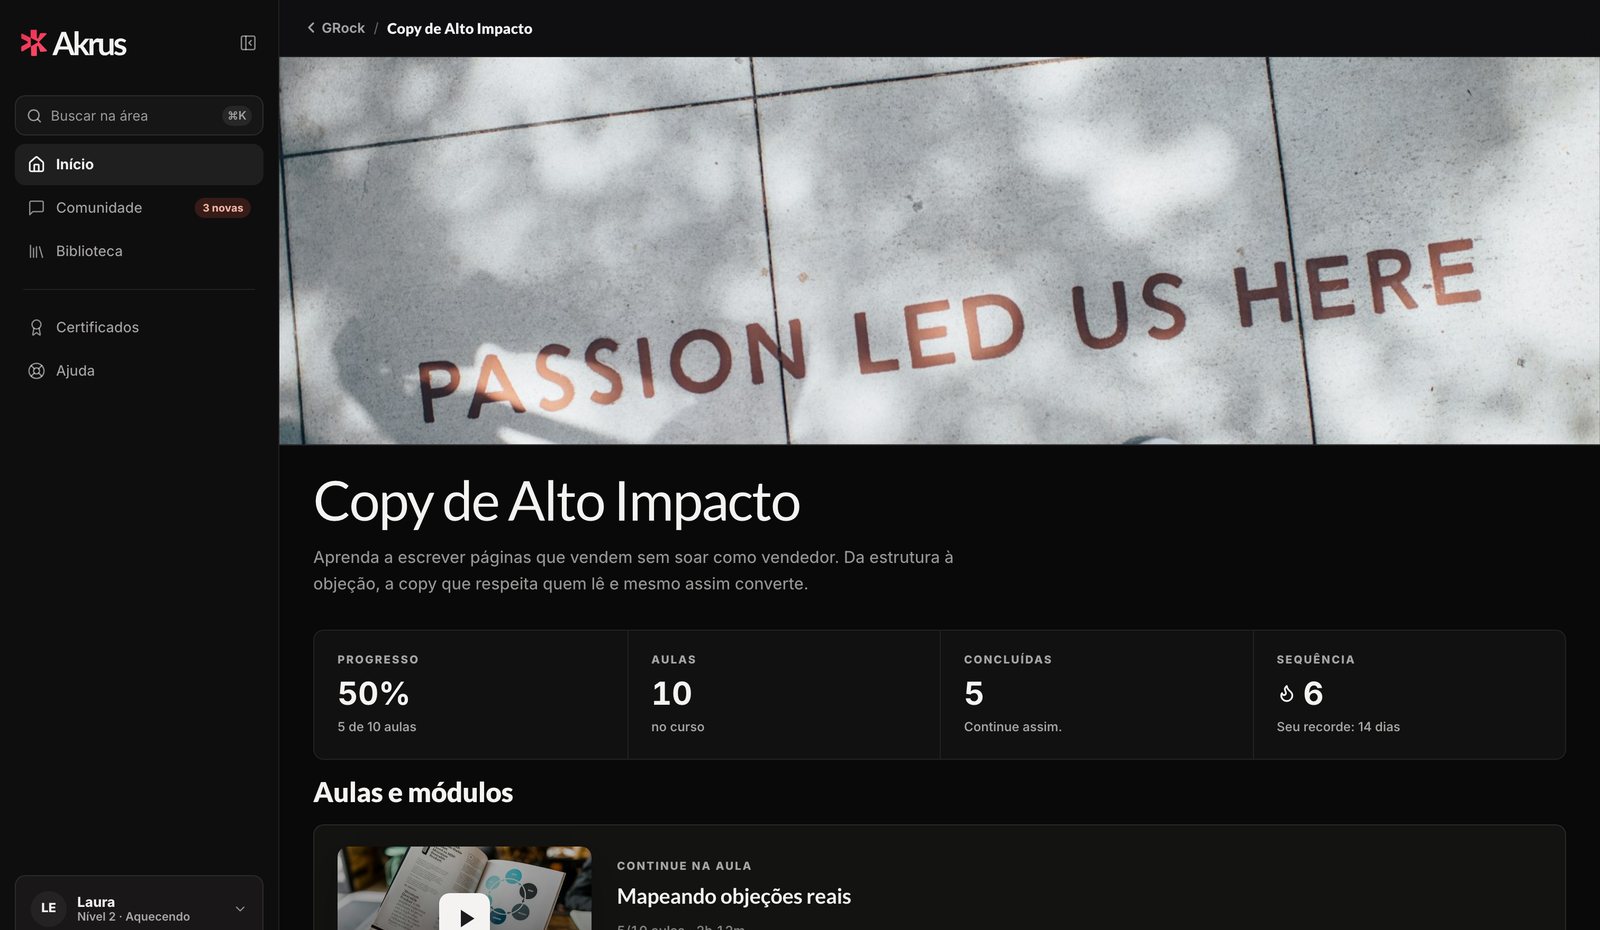 Akrus
Buscar na área ⌘K
Início
Comunidade 3 novas
Biblioteca
Certificados
Ajuda
LE
Laura
Nível 2 · Aquecendo
GRock / Copy de Alto Impacto
PASSION LED US HERE
Copy de Alto Impacto
Aprenda a escrever páginas que vendem sem soar como vendedor. Da estrutura à
objeção, a copy que respeita quem lê e mesmo assim converte.
PROGRESSO
50%
5 de 10 aulas
AULAS
10
no curso
CONCLUÍDAS
5
Continue assim.
SEQUÊNCIA
6
Seu recorde: 14 dias
Aulas e módulos
CONTINUE NA AULA
Mapeando objeções reais